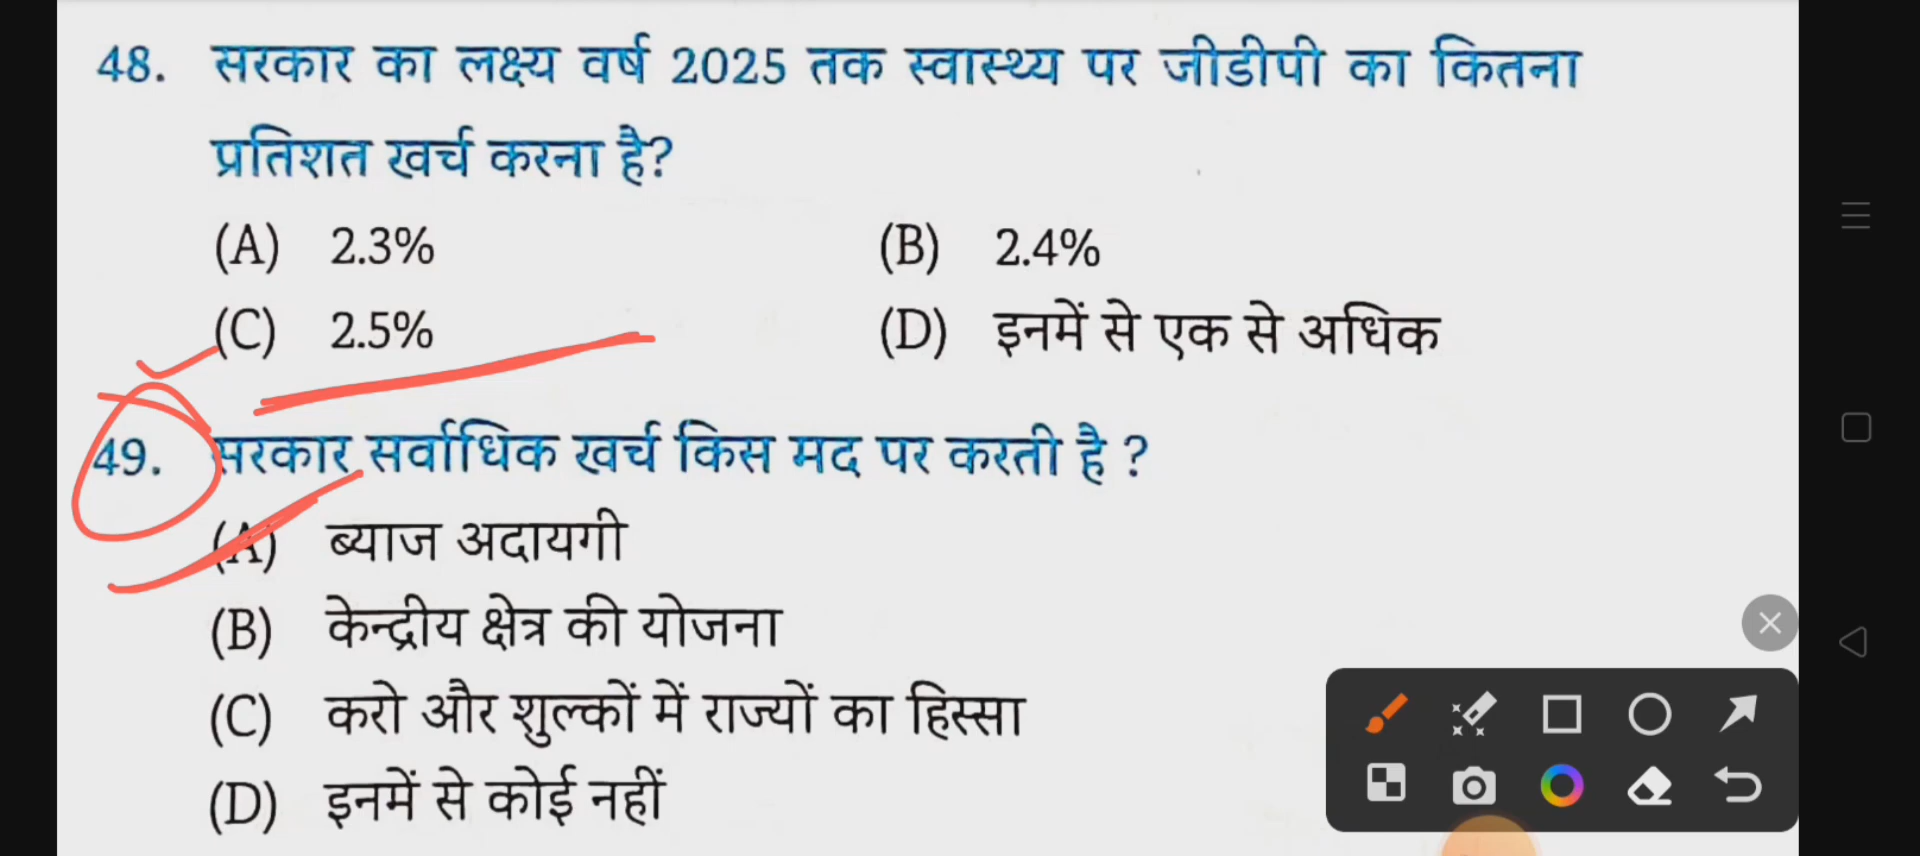 48. सरकार का लक्ष्य वर्ष 2025 तक स्वास्थ्य पर जीडीपी का कितना
प्रतिशत खर्च करना है?
(A) 2.3% (B) 2.4%
(C) 2.5% (D) इनमें से एक से अधिक
49. सरकार सर्वाधिक खर्च किस मद पर करती है ?
(A) ब्याज अदायगी
(B) केन्द्रीय क्षेत्र की योजना
(C) करो और शुल्कों में राज्यों का हिस्सा
(D) इनमें से कोई नहीं